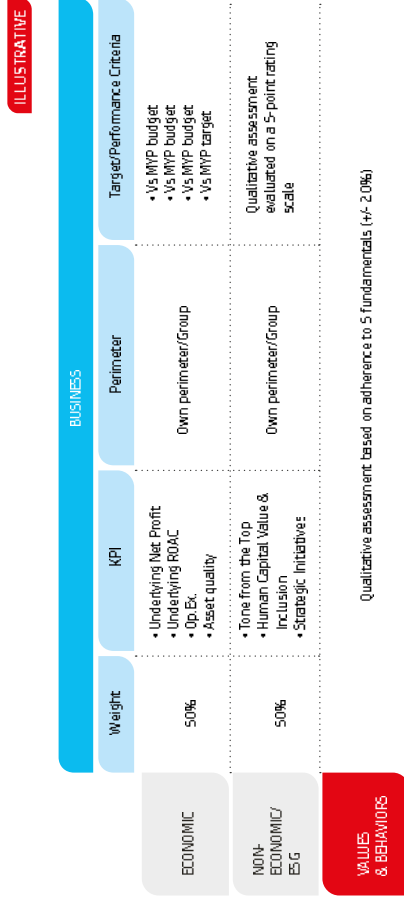 ILLUSTRATIVE
BUSINESS
Weight
KPI
Perimeter
Target/Performance Criteria
ECONOMIC
50%
• Underlying Net Profit
• Underlying ROAC
• Op.Ex.
• Asset quality
Own perimeter/Group
• Vs MYP budget
• Vs MYP budget
• Vs MYP budget
• Vs MYP target
NON-
ECONOMIC/
ESG
50%
• Tone from the Top
• Human Capital Value &
Inclusion
• Strategic Initiatives
Own perimeter/Group
Qualitative assessment
evaluated on a 5-point rating
scale
VALUES
& BEHAVIORS
Qualitative assessment based on adherence to 5 fundamentals (+/- 20%)